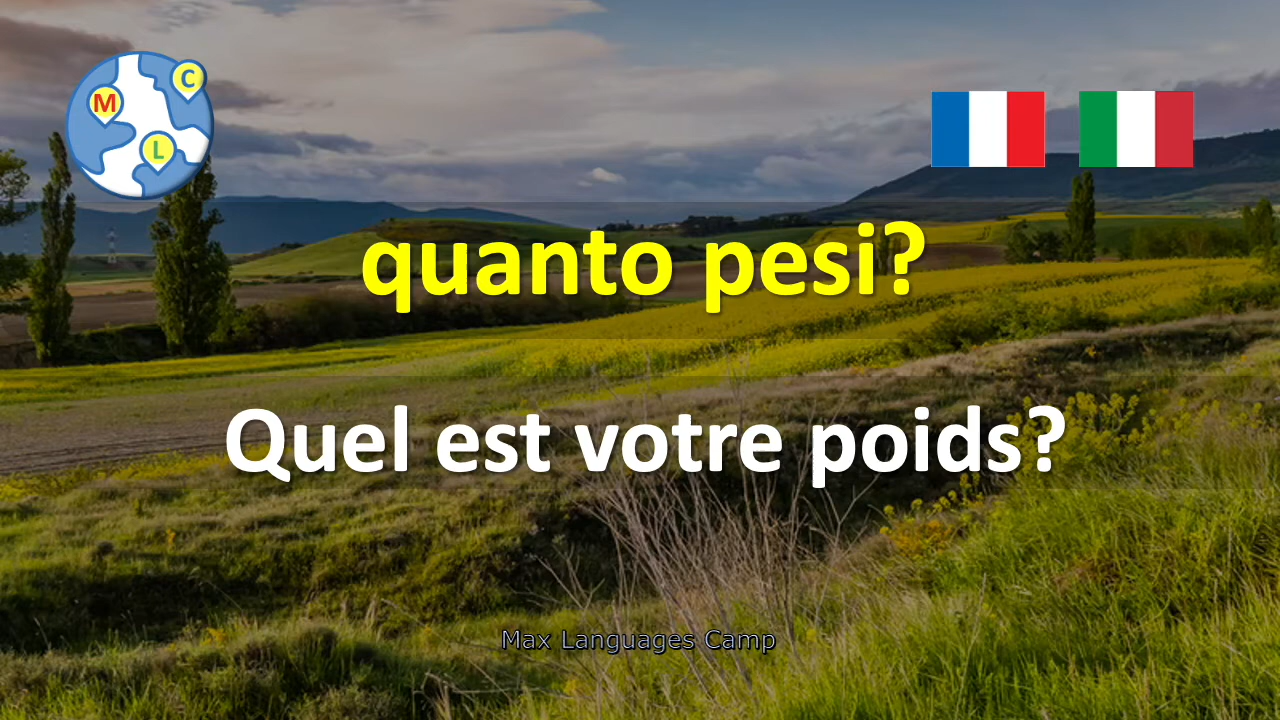 M
C
L
quanto pesi?
Quel est votre poids?
Max Languages Camp